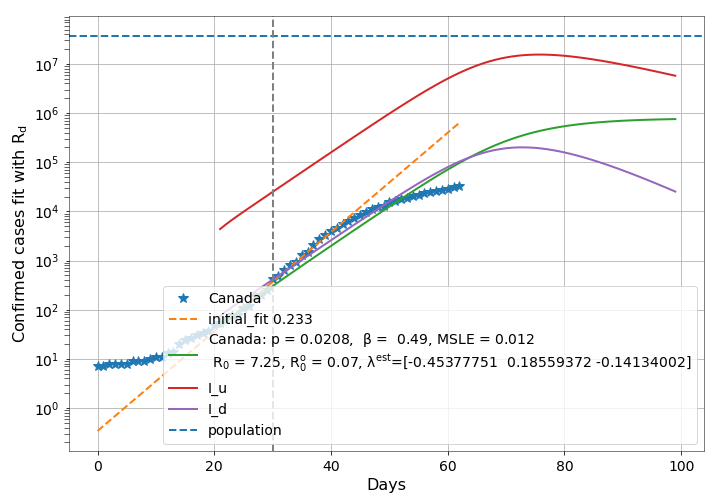 Confirmed cases fit with R_d
10^7
10^6
10^5
10^4
10^3
10^2
10^1
10^0
Canada
initial_fit 0.233
Canada: p = 0.0208,  β =  0.49, MSLE = 0.012
R_0 = 7.25, R_0^o = 0.07, λ^est=[-0.45377751  0.18559372 -0.14134002]
I_u
I_d
population
0 20 40 60 80 100
Days